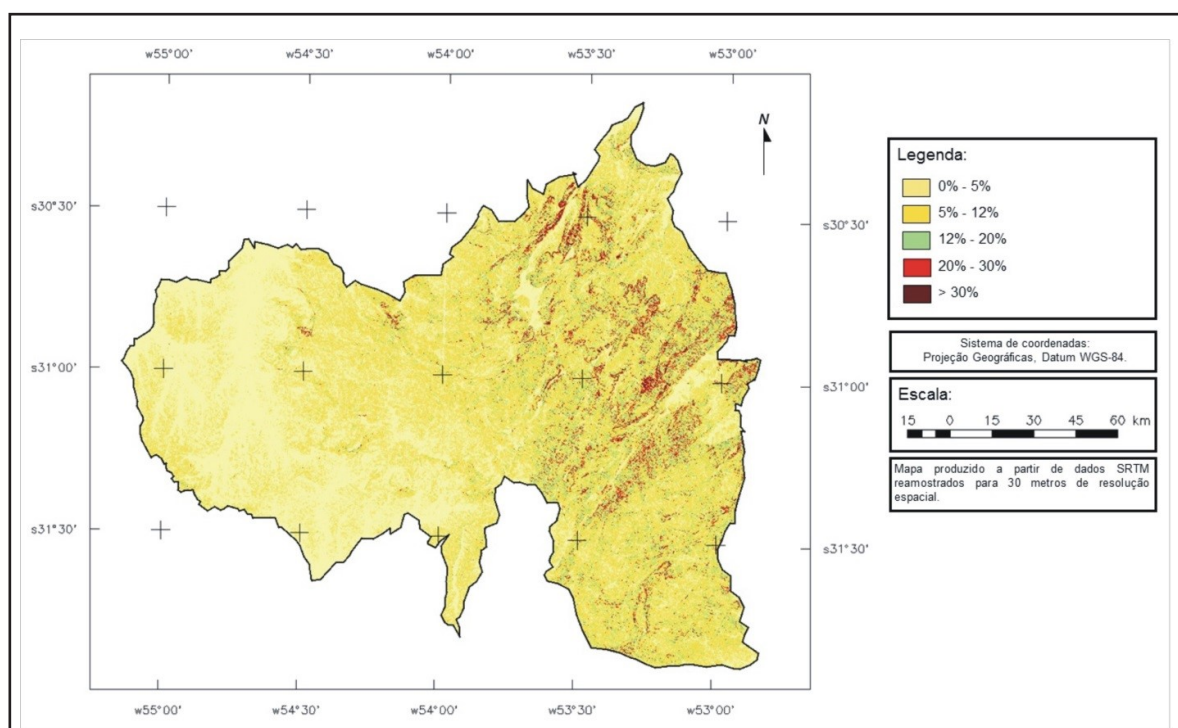 w55°00' w54°30' w54°00' w53°30' w53°00'
N
s30°30'
s31°00'
s31°30'
s30°30'
s31°00'
s31°30'
w55°00' w54°30' w54°00' w53°30' w53°00'
Legenda:
0% - 5%
5% - 12%
12% - 20%
20% - 30%
> 30%
Sistema de coordenadas:
Projeção Geográficas, Datum WGS-84.
Escala:
15 0 15 30 45 60 km
Mapa produzido a partir de dados SRTM
reamostrados para 30 metros de resolução
espacial.